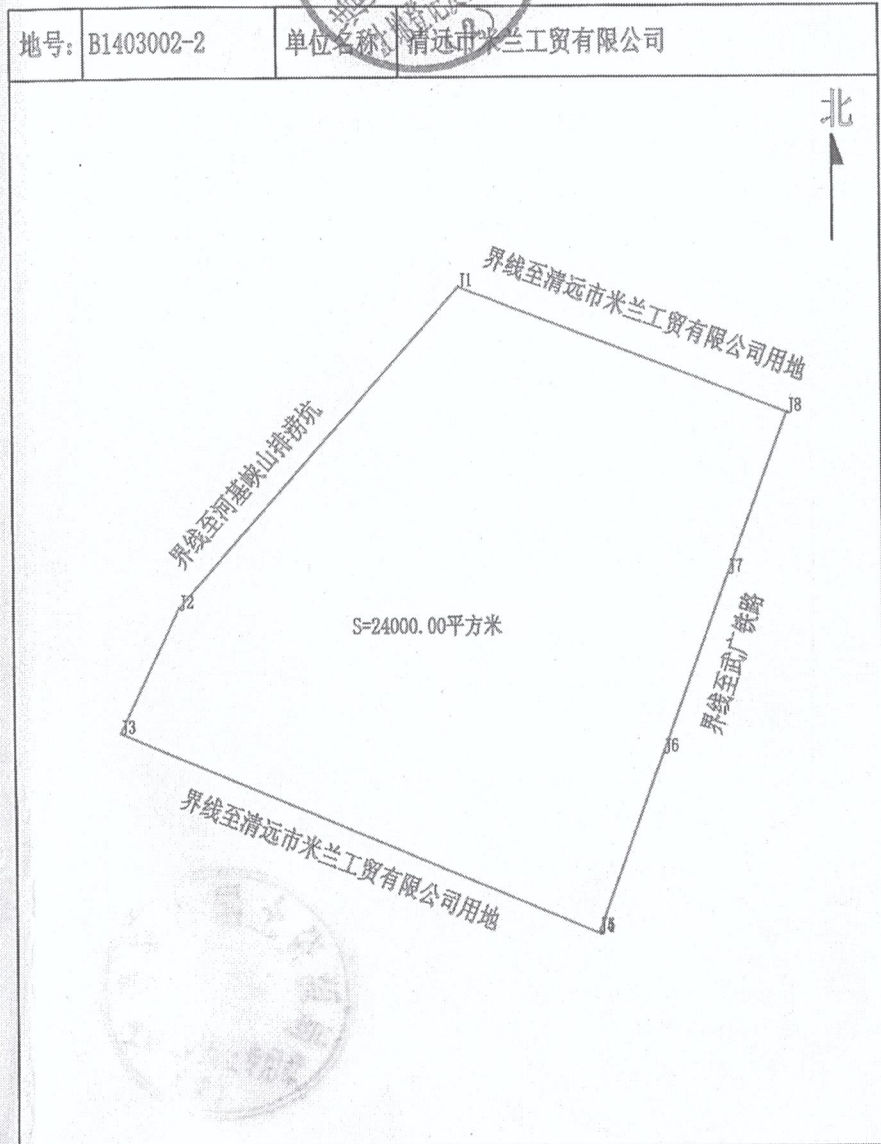 地号: B1403002-2 单位名称 清远市米兰工贸有限公司
北
J1
界线至清远市米兰工贸有限公司用地
J8
界线至河基峡山排涝坑
J7
J2
S=24000.00平方米
界线至武广铁路
J3
J6
界线至清远市米兰工贸有限公司用地
J5